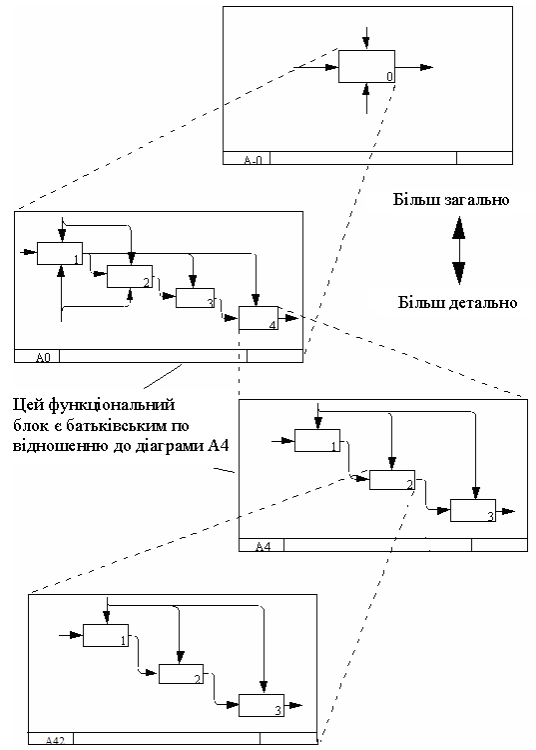 0
A-0
Більш загально
Більш детально
1
2
3
4
A0
Цей функціональний
блок є батьківським по
відношенню до діаграми А4
1
2
3
A4
1
2
3
A42